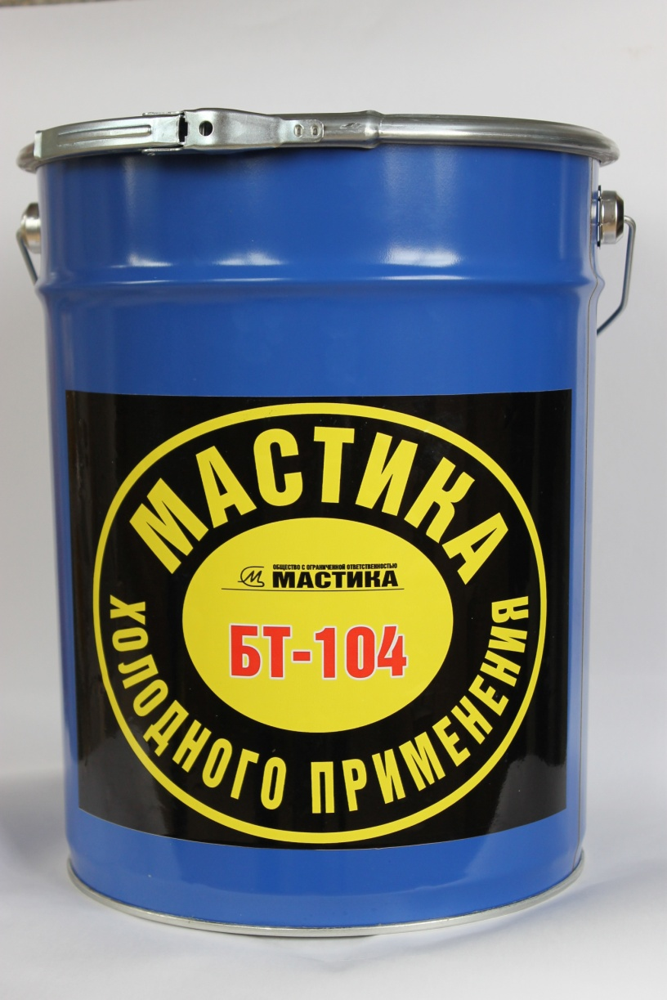 МАСТИКА
ОБЩЕСТВО С ОГРАНИЧЕННОЙ ОТВЕТСТВЕННОСТЬЮ
МАСТИКА
БТ-104
ХОЛОДНОГО ПРИМЕНЕНИЯ